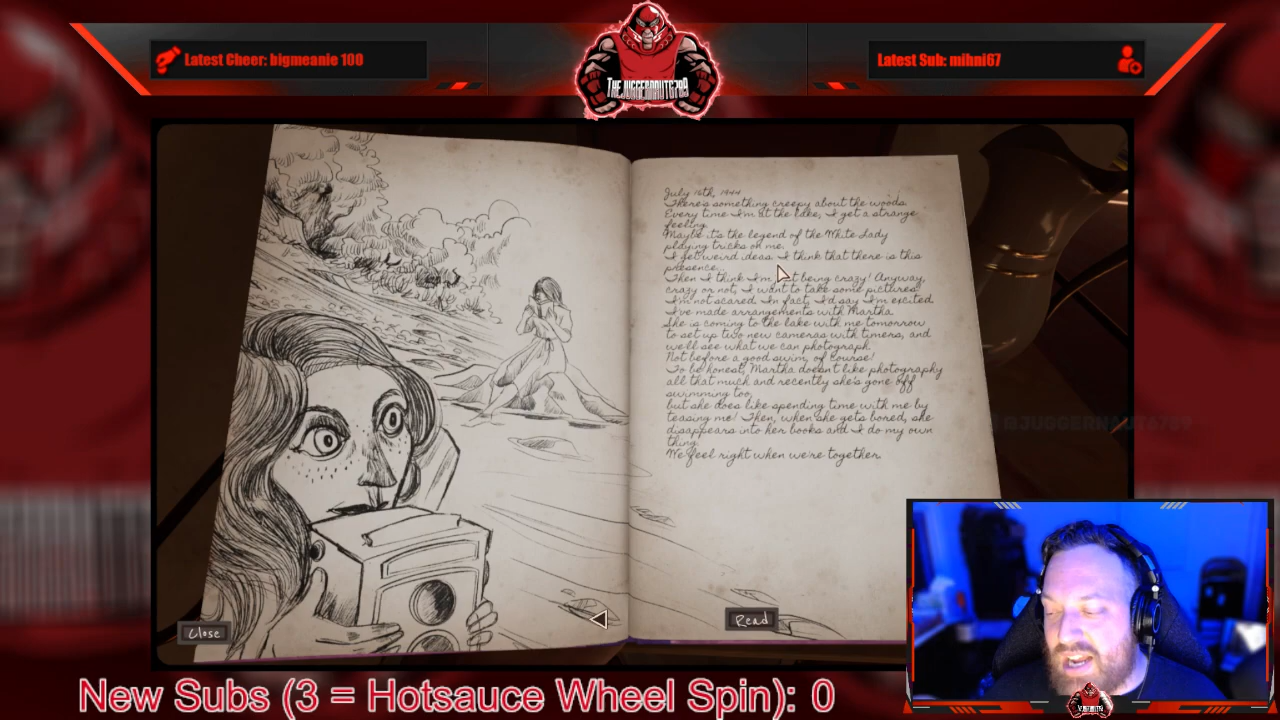 Latest Cheer: bigmeanie 100
THEJUGGERNAUT6789
Latest Sub: mihni67
July 16th, 1944
There's something creepy about the woods.
Every time I'm at the lake, I get a strange
feeling.
Maybe it's the legend of the White Lady
playing tricks on me.
I get weird ideas. I think that there is this
presence...
Then I think I'm just being crazy! Anyway,
crazy or not, I want to take some pictures.
I'm not scared. In fact, I'd say I'm excited.
I've made arrangements with Martha.
She is coming to the lake with me tomorrow
to set up two new cameras with timers, and
we'll see what we can photograph.
Not before a good swim, of course!
To be honest, Martha doesn't like photography
all that much and recently she's gone off
swimming too,
but she does like spending time with me by
teasing me! Then, when she gets bored, she
disappears into her books and I do my own
thing.
We feel right when we're together.
@JUGGERNAUT6789
Close
Read
New Subs (3 = Hotsauce Wheel Spin): 0